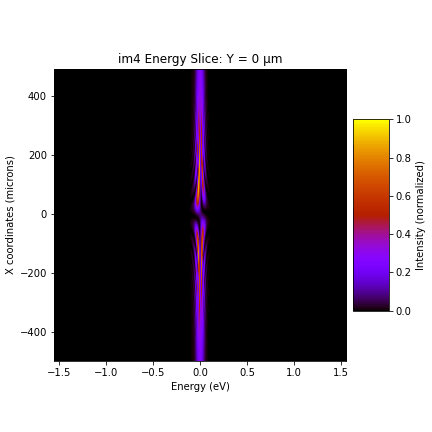 im4 Energy Slice: Y = 0 μm
400
200
0
−200
−400
X coordinates (microns)
−1.5 −1.0 −0.5 0.0 0.5 1.0 1.5
Energy (eV)
1.0
0.8
0.6
0.4
0.2
0.0
Intensity (normalized)